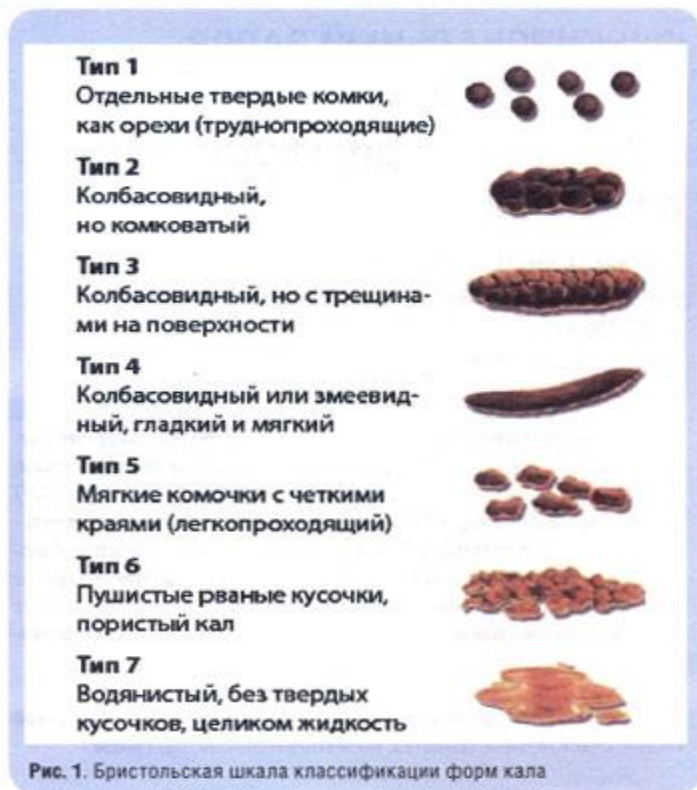 Тип 1
Отдельные твердые комки,
как орехи (труднопроходящие)
Тип 2
Колбасовидный,
но комковатый
Тип 3
Колбасовидный, но с трещина-
ми на поверхности
Тип 4
Колбасовидный или змеевид-
ный, гладкий и мягкий
Тип 5
Мягкие комочки с четкими
краями (легкопроходящий)
Тип 6
Пушистые рваные кусочки,
пористый кал
Тип 7
Водянистый, без твердых
кусочков, целиком жидкость
Рис. 1. Бристольская шкала классификации форм кала